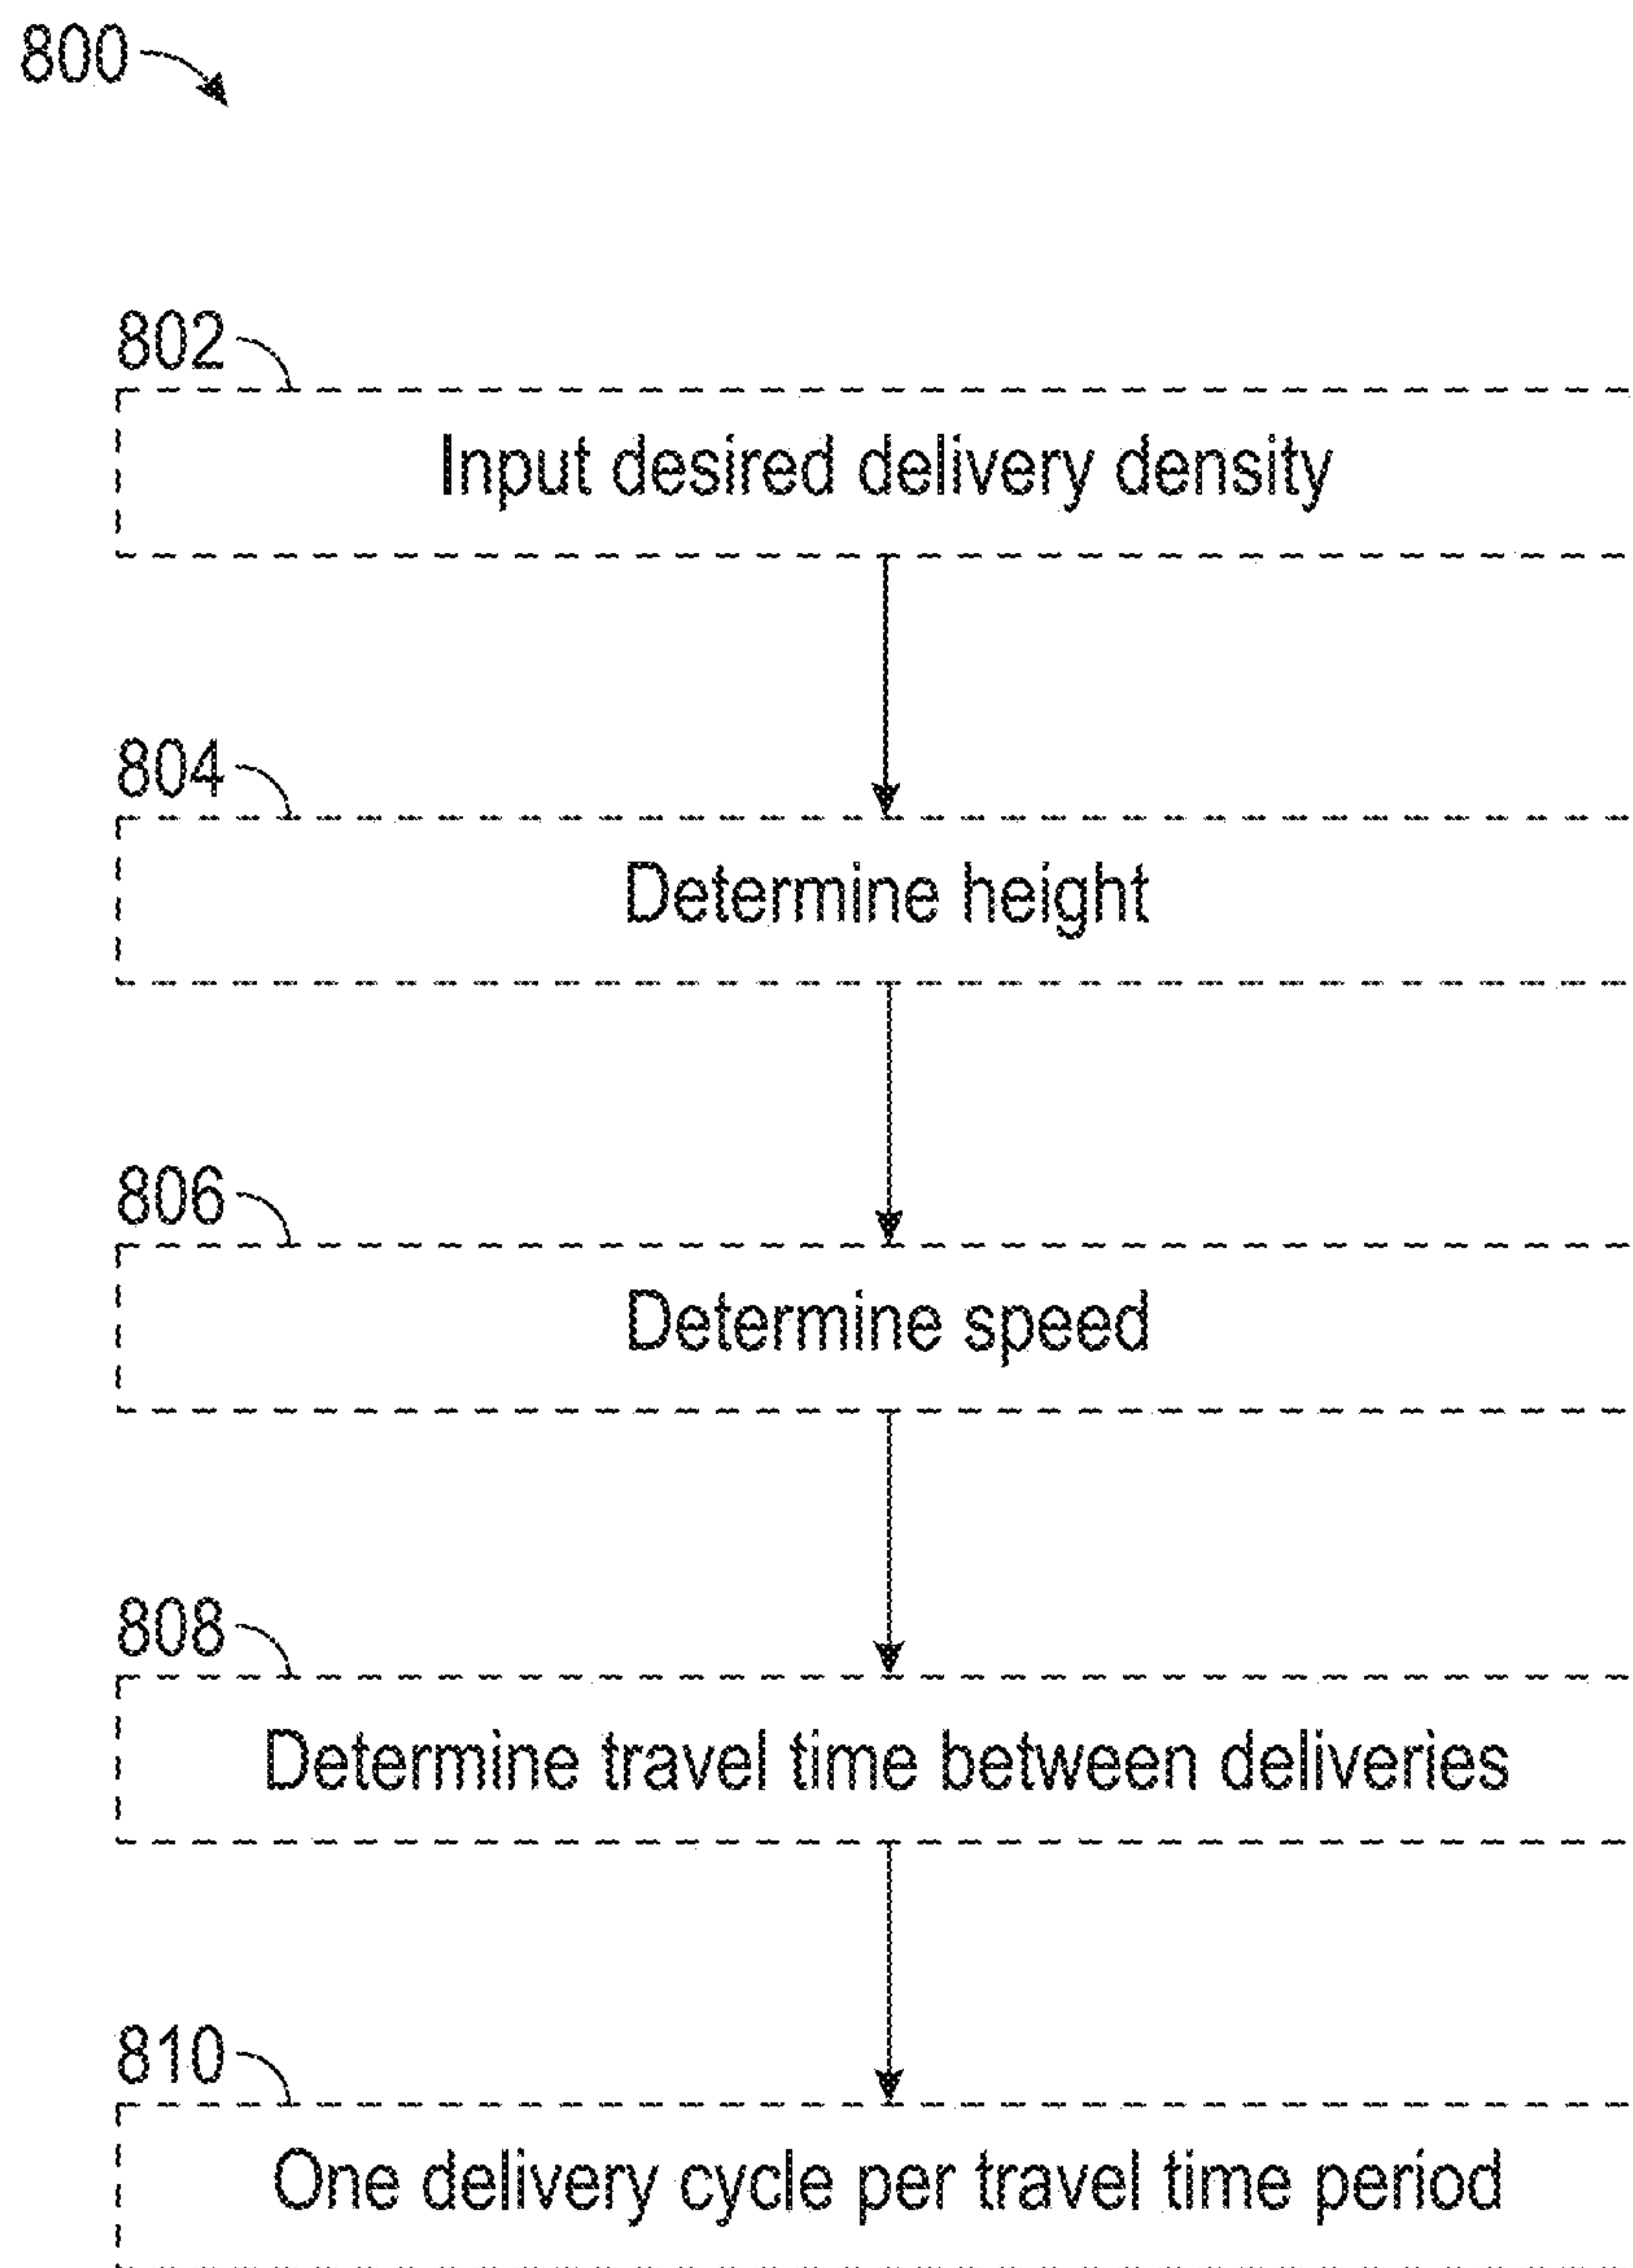 800
802
Input desired delivery density
804
Determine height
806
Determine speed
808
Determine travel time between deliveries
810
One delivery cycle per travel time period